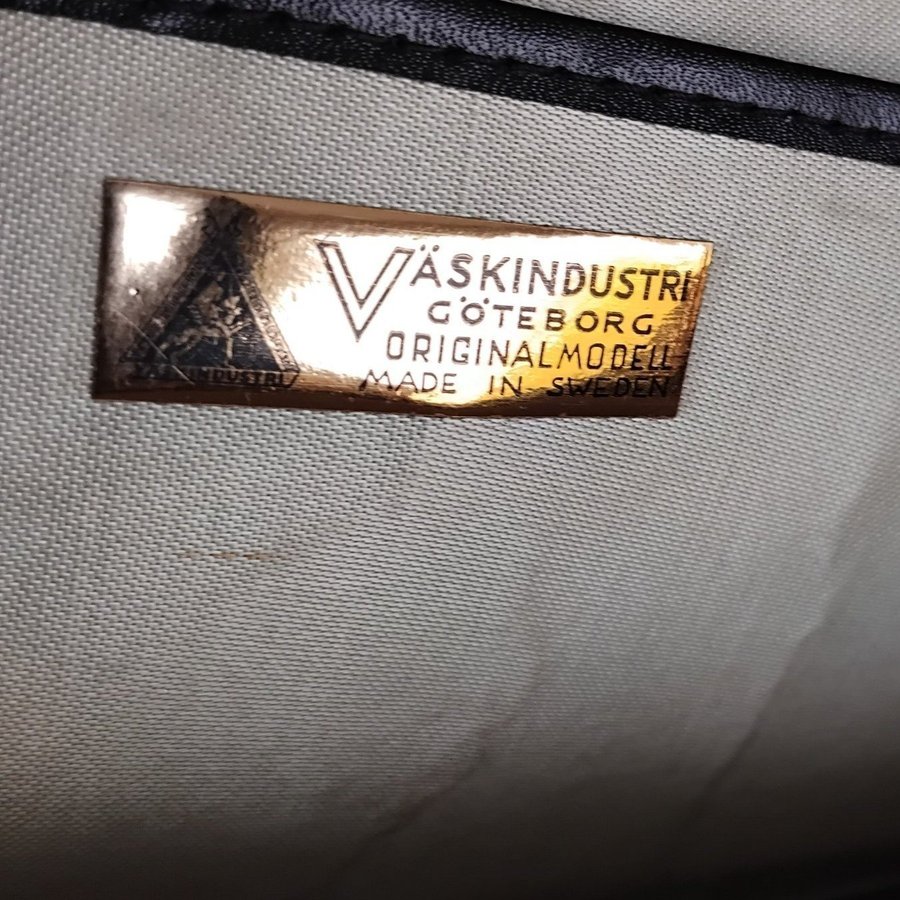 VÄSKINDUSTRI
GÖTEBORG
ORIGINALMODELL
MADE IN SWEDEN